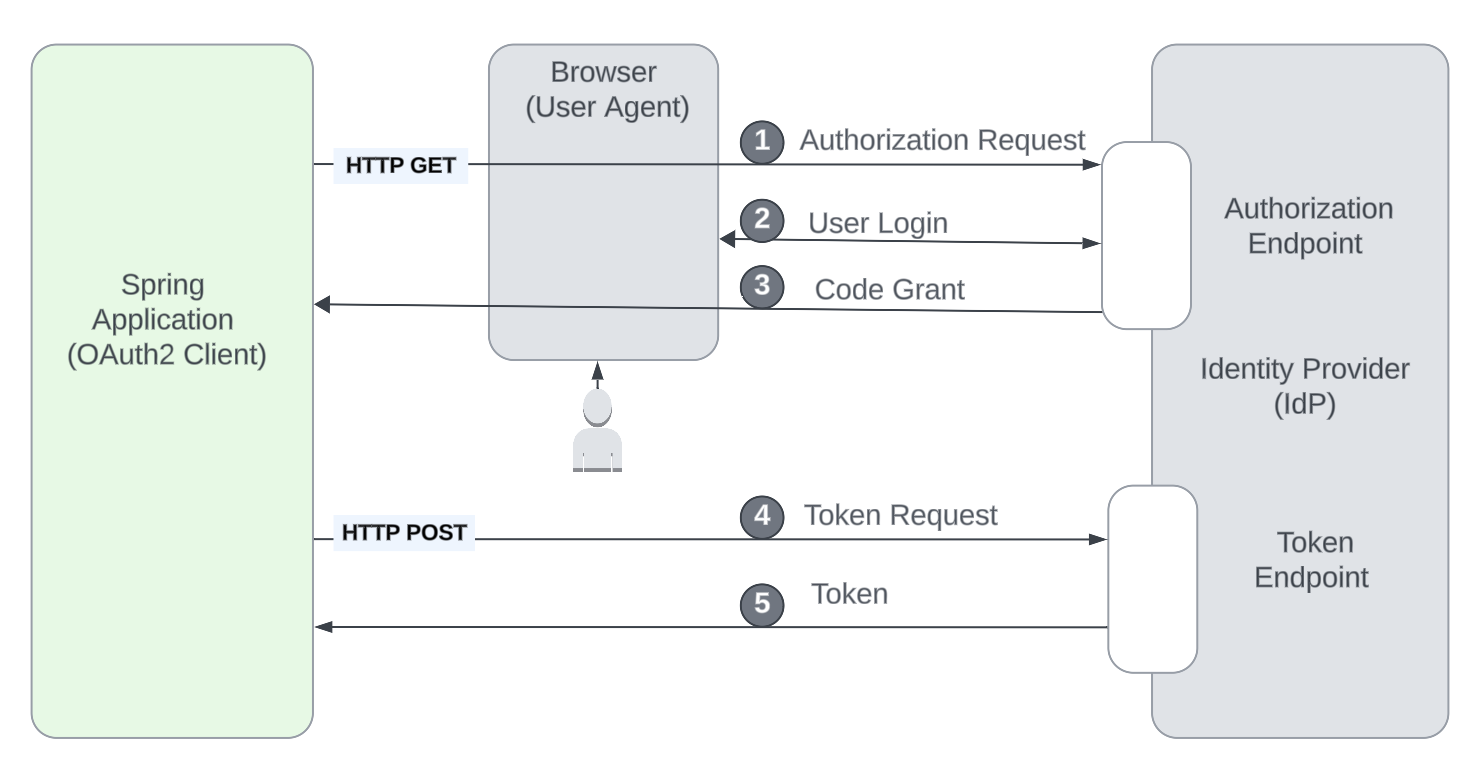 Browser
(User Agent)
1 Authorization Request
HTTP GET
2 User Login
3 Code Grant
Authorization
Endpoint
Spring
Application
(OAuth2 Client)
Identity Provider
(IdP)
4 Token Request
HTTP POST
5 Token
Token
Endpoint